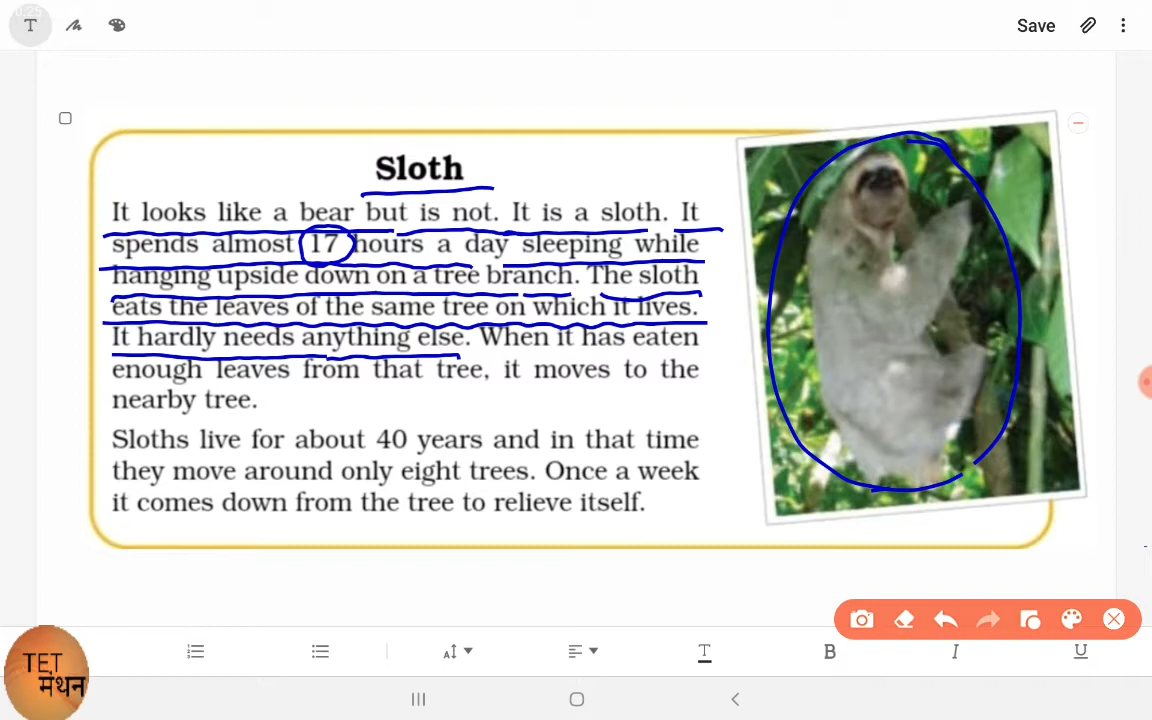 T
Save
Sloth
It looks like a bear but is not. It is a sloth. It
spends almost 17 hours a day sleeping while
hanging upside down on a tree branch. The sloth
eats the leaves of the same tree on which it lives.
It hardly needs anything else. When it has eaten
enough leaves from that tree, it moves to the
nearby tree.
Sloths live for about 40 years and in that time
they move around only eight trees. Once a week
it comes down from the tree to relieve itself.
TET
मंथन
A T B I U